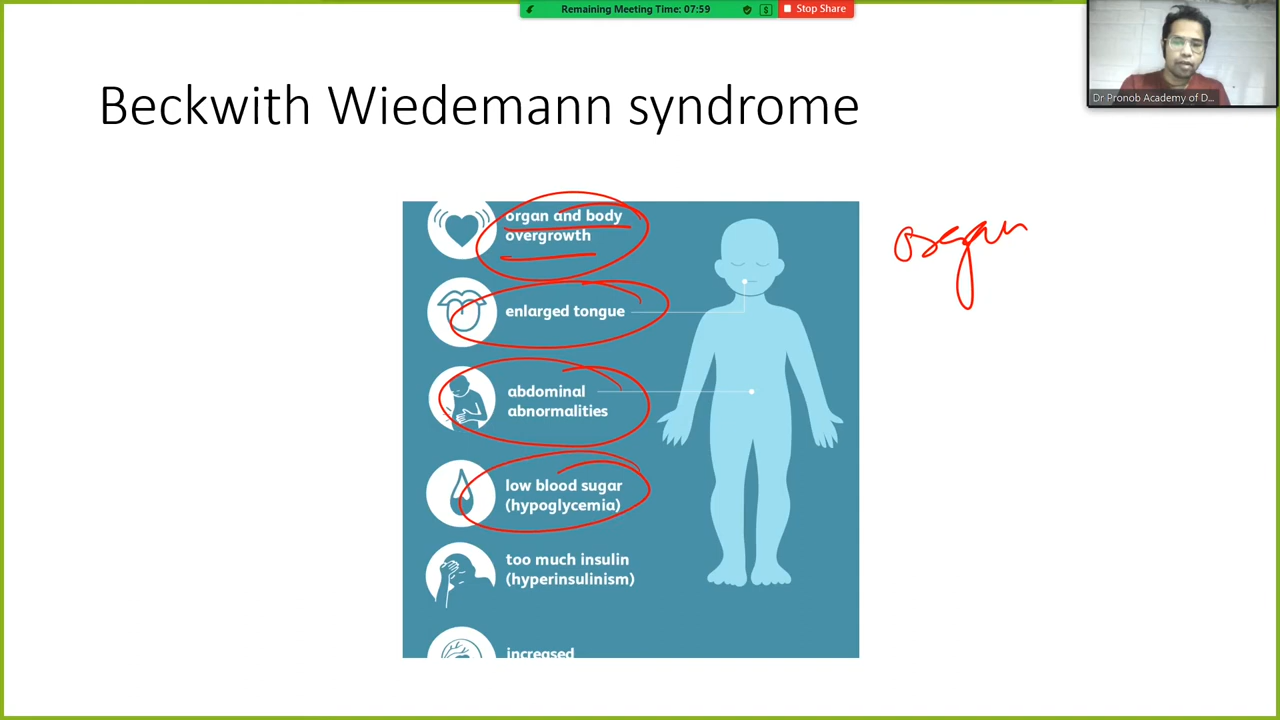 Remaining Meeting Time: 07:59
Stop Share
Dr Pronob Academy of D...
Beckwith Wiedemann syndrome
organ and body
overgrowth
enlarged tongue
abdominal
abnormalities
low blood sugar
(hypoglycemia)
too much insulin
(hyperinsulinism)
increased